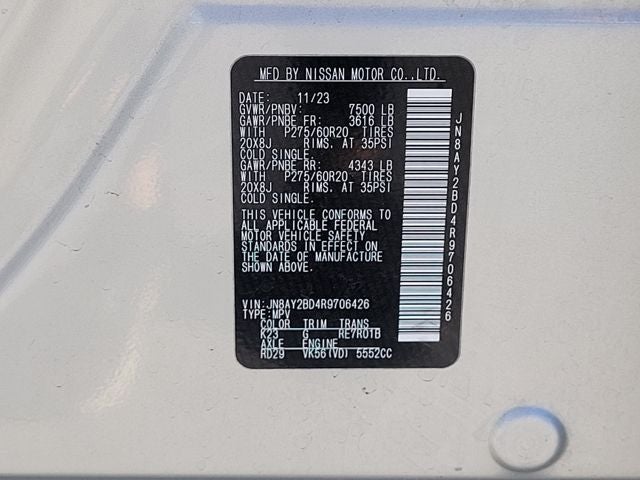 MFD BY NISSAN MOTOR CO.,LTD.
DATE: 11/23
GVWR/PNBV: 7500 LB
GAWR/PNBE FR: 3616 LB
WITH P275/60R20 TIRES
20X8J RIMS. AT 35PSI
COLD SINGLE.
GAWR/PNBE RR: 4343 LB
WITH P275/60R20 TIRES
20X8J RIMS. AT 35PSI
COLD SINGLE.
THIS VEHICLE CONFORMS TO
ALL APPLICABLE FEDERAL
MOTOR VEHICLE SAFETY
STANDARDS IN EFFECT ON
THE DATE OF MANUFACTURE
SHOWN ABOVE.
VIN:JN8AY2BD4R9706426
TYPE:MPV
COLOR TRIM TRANS
K23 G RE7R01B
AXLE ENGINE
RD29 VK56(VD) 5552CC
JN8AY2BD4R9706426